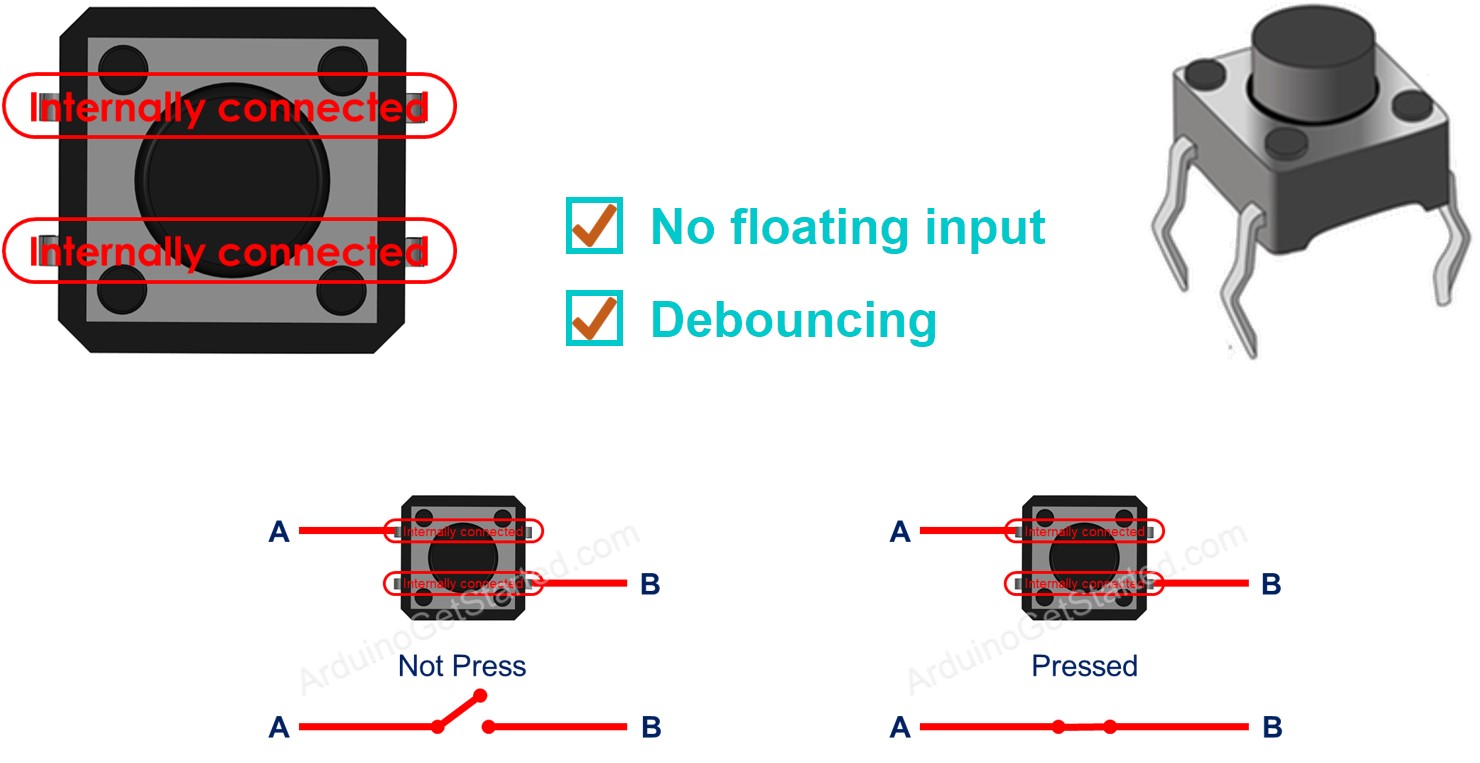 Internally connected
No floating input
Internally connected
Debouncing
A
Internally connected
Internally connected
B
A
Internally connected
Internally connected
B
ArduinoGetStarted.com
ArduinoGetStarted.com
Not Press
Pressed
A
B
A
B